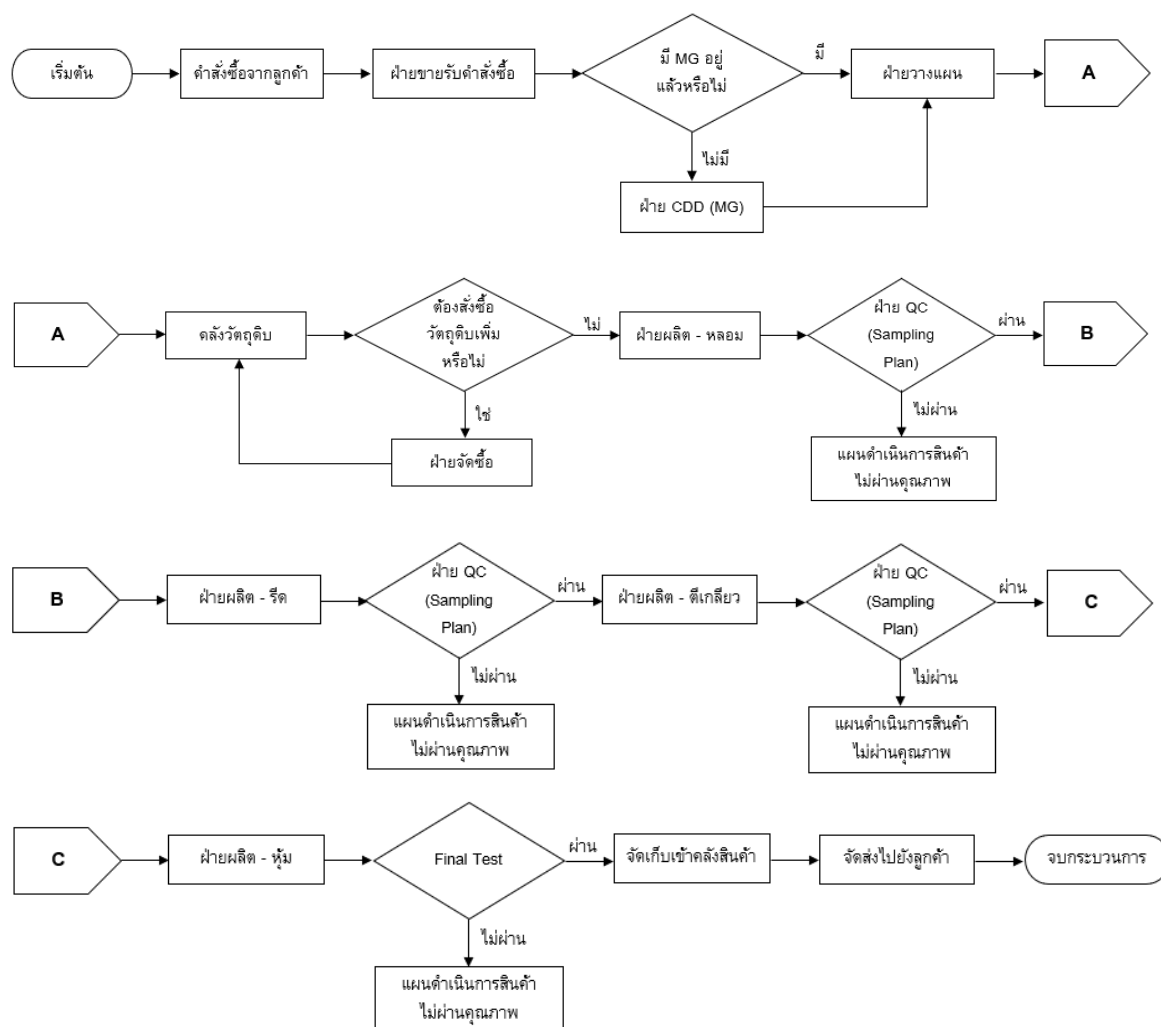 เริ่มต้น
คำสั่งซื้อจากลูกค้า
ฝ่ายขายรับคำสั่งซื้อ
มี MG อยู่
แล้วหรือไม่
มี
ฝ่ายวางแผน
A
ไม่มี
ฝ่าย CDD (MG)
A
คลังวัตถุดิบ
ต้องสั่งซื้อ
วัตถุดิบเพิ่ม
หรือไม่
ไม่
ฝ่ายผลิต - หลอม
ฝ่าย QC
(Sampling
Plan)
ผ่าน
B
ใช่
ฝ่ายจัดซื้อ
ไม่ผ่าน
แผนดำเนินการสินค้า
ไม่ผ่านคุณภาพ
B
ฝ่ายผลิต - รีด
ฝ่าย QC
(Sampling
Plan)
ผ่าน
ฝ่ายผลิต - ตีเกลียว
ฝ่าย QC
(Sampling
Plan)
ผ่าน
C
ไม่ผ่าน
แผนดำเนินการสินค้า
ไม่ผ่านคุณภาพ
ไม่ผ่าน
แผนดำเนินการสินค้า
ไม่ผ่านคุณภาพ
C
ฝ่ายผลิต - หุ้ม
Final Test
ผ่าน
จัดเก็บเข้าคลังสินค้า
จัดส่งไปยังลูกค้า
จบกระบวนการ
ไม่ผ่าน
แผนดำเนินการสินค้า
ไม่ผ่านคุณภาพ